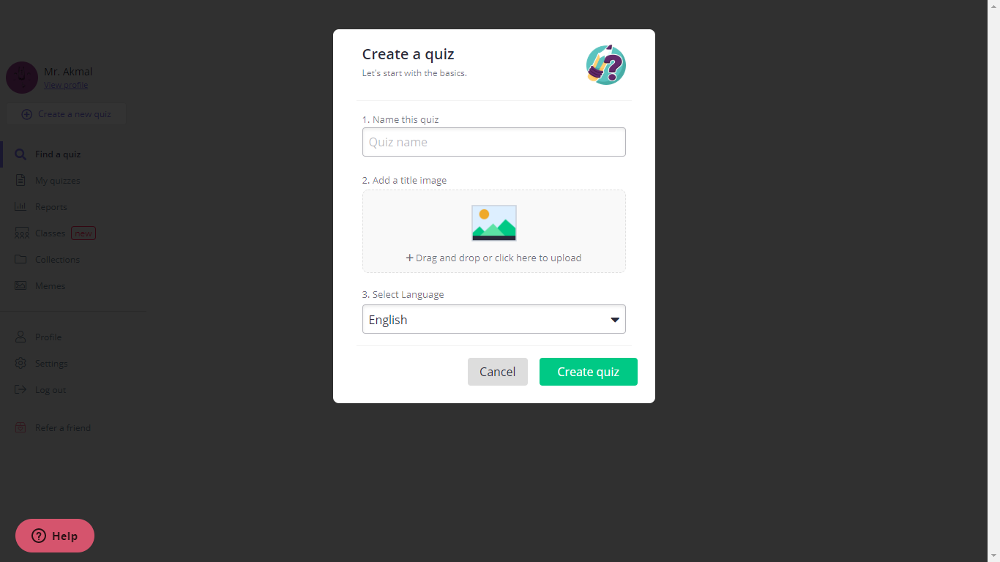 Create a quiz
Let's start with the basics.
1. Name this quiz
Quiz name
2. Add a title image
+ Drag and drop or click here to upload
3. Select Language
English
Cancel
Create quiz
Mr. Akmal
View profile
Create a new quiz
Find a quiz
My quizzes
Reports
Classes new
Collections
Memes
Profile
Settings
Log out
Refer a friend
? Help